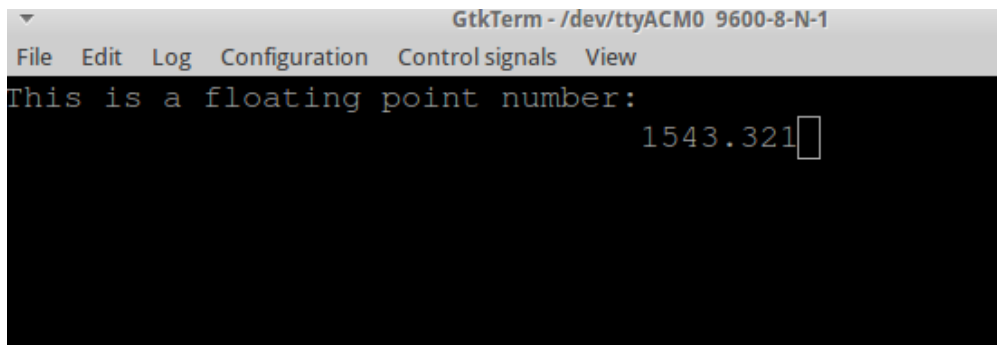 GtkTerm - /dev/ttyACM0 9600-8-N-1
File Edit Log Configuration Control signals View
This is a floating point number:
1543.321